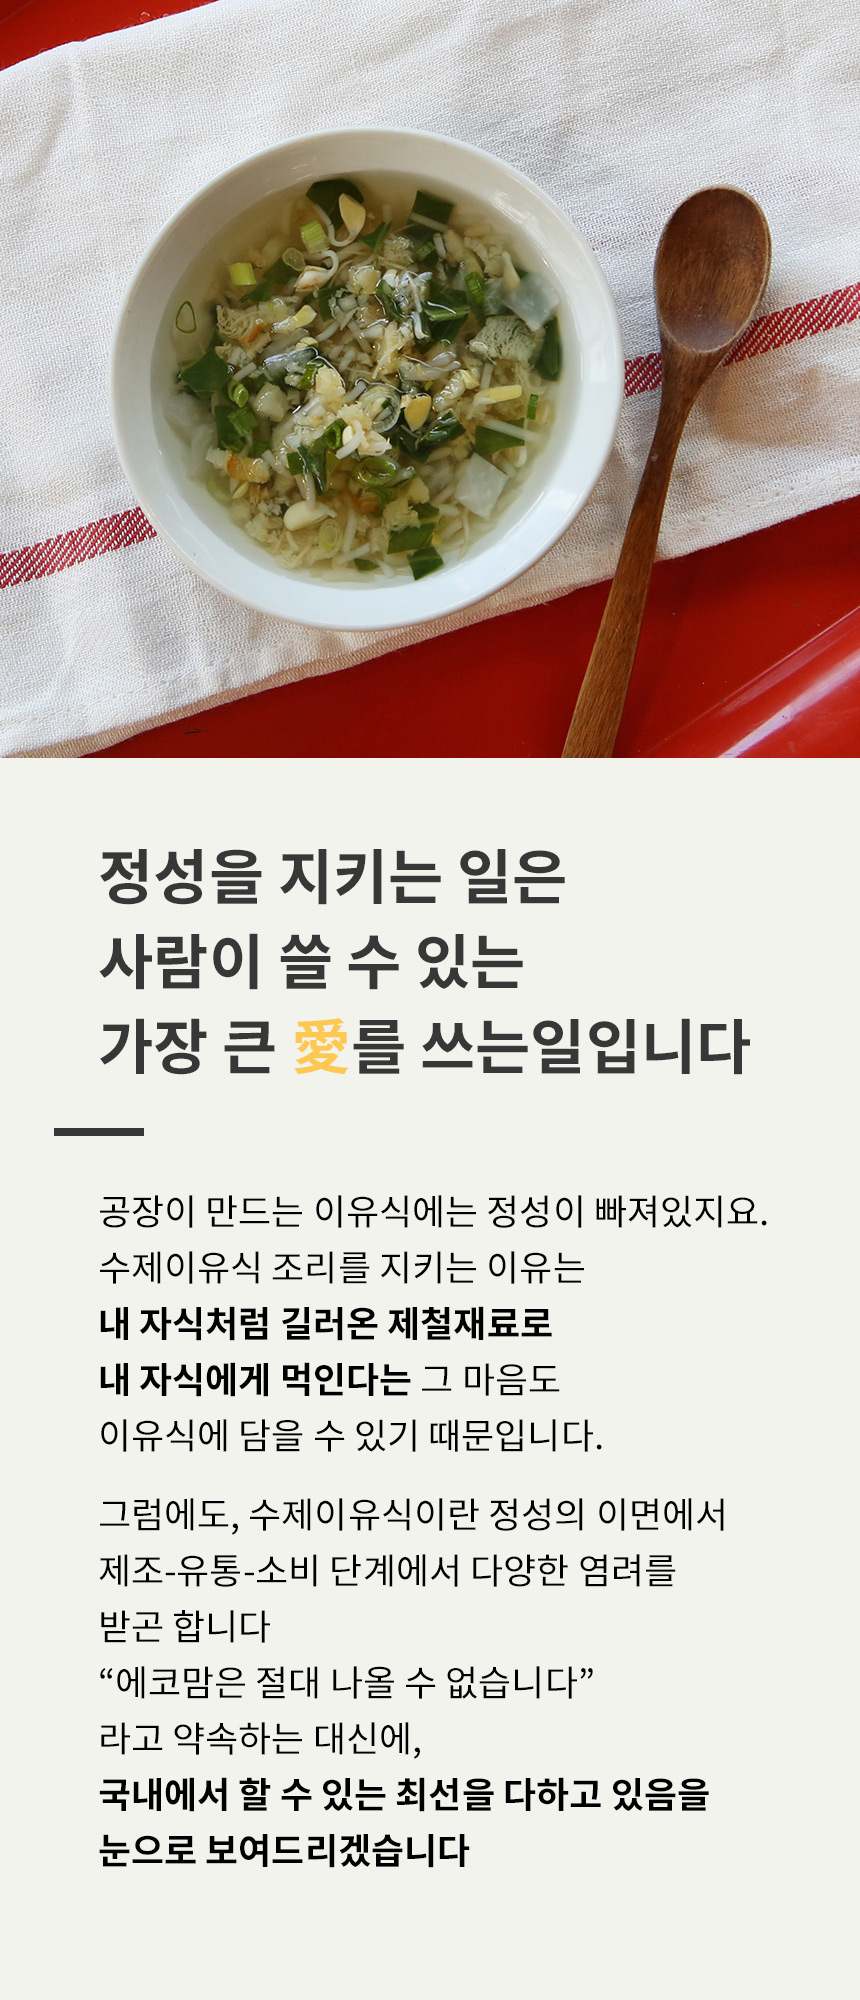 정성을 지키는 일은
사람이 쓸 수 있는
가장 큰 愛를 쓰는일입니다
공장이 만드는 이유식에는 정성이 빠져있지요.
수제이유식 조리를 지키는 이유는
내 자식처럼 길러온 제철재료로
내 자식에게 먹인다는 그 마음도
이유식에 담을 수 있기 때문입니다.
그럼에도, 수제이유식이란 정성의 이면에서
제조-유통-소비 단계에서 다양한 염려를
받곤 합니다
“에코맘은 절대 나올 수 없습니다”
라고 약속하는 대신에,
국내에서 할 수 있는 최선을 다하고 있음을
눈으로 보여드리겠습니다